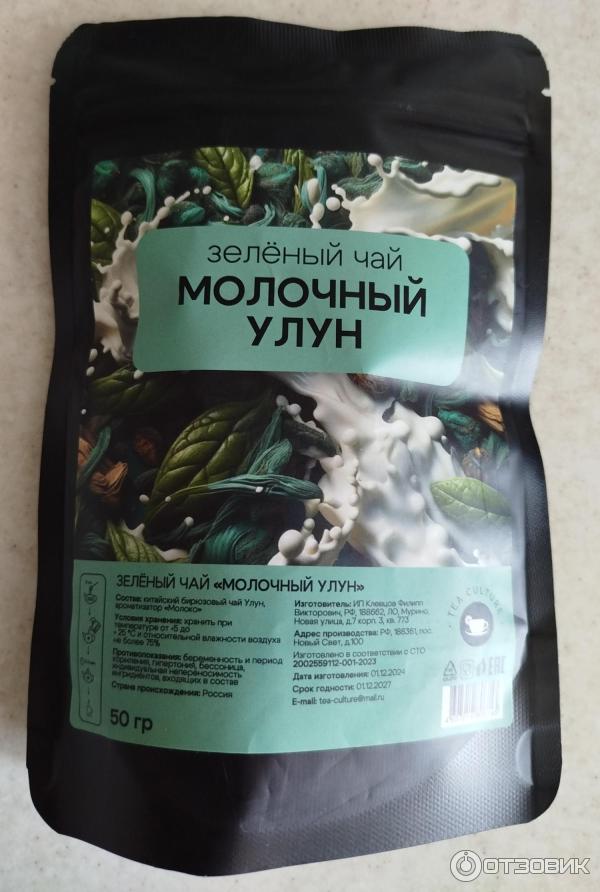 зелёный чай
МОЛОЧНЫЙ
УЛУН
ЗЕЛЁНЫЙ ЧАЙ «МОЛОЧНЫЙ УЛУН»
Состав: китайский бирюзовый чай Улун,
ароматизатор «Молоко»
Условия хранения: хранить при
температуре от +5 до
+ 25 °С и относительной влажности воздуха
не более 75%
Противопоказания: беременность и период
кормления, гипертония, бессонница,
индивидуальная непереносимость
ингредиентов, входящих в состав
Страна происхождения: Россия
50 гр
Изготовитель: ИП Клевцов Филипп
Викторович, РФ, 188662, ЛО, Мурино,
Новая улица, д.7 корп. 3, кв. 773
Адрес производства: РФ, 188361, пос.
Новый Свет, д.100
Изготовлено в соответствии с СТО
2002559112-001-2023
Дата изготовления: 01.12.2024
Срок годности: 01.12.2027
E-mail: tea-culture@mail.ru
TEA CULTURE
EAC
ОТЗОВИК